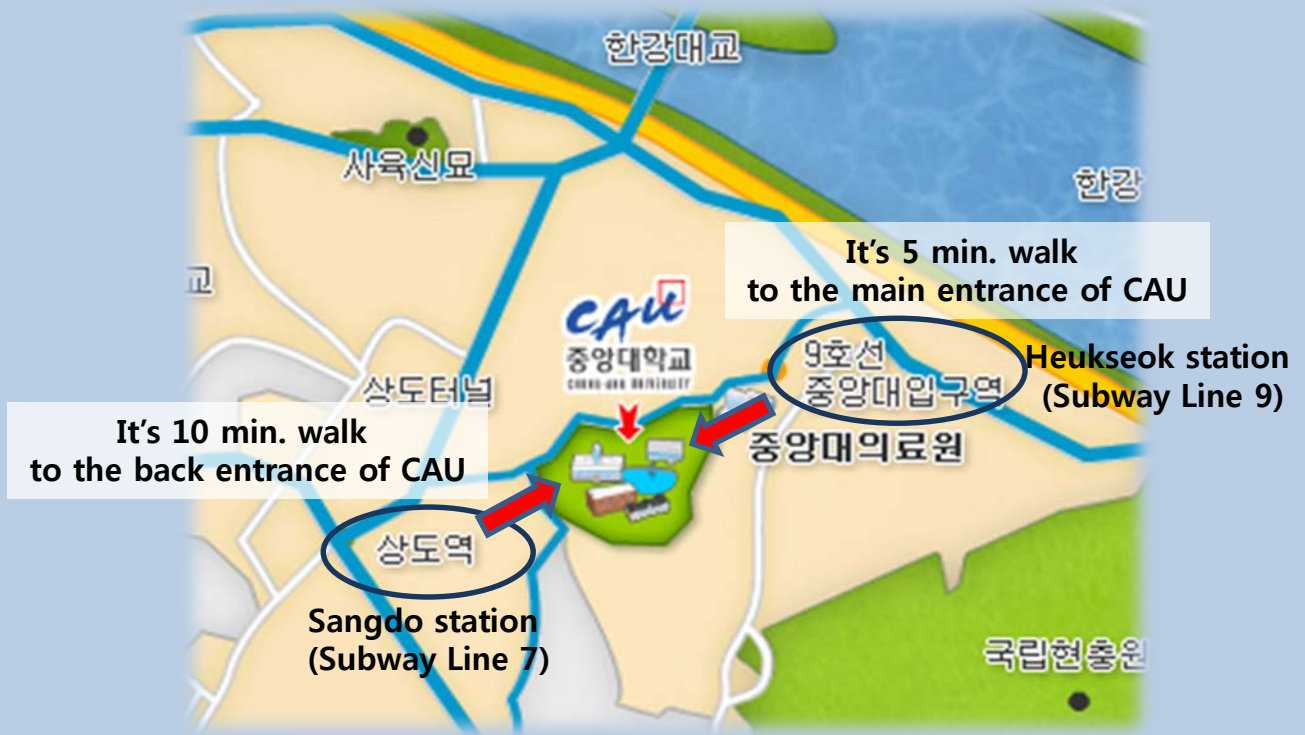 한강대교
사육신묘
한강
It's 5 min. walk
to the main entrance of CAU
교
CAU
중앙대학교
CHUNG-ANG UNIVERSITY
9호선
중앙대입구역
Heukseok station
(Subway Line 9)
상도터널
It's 10 min. walk
to the back entrance of CAU
중앙대의료원
상도역
Sangdo station
(Subway Line 7)
국립현충원